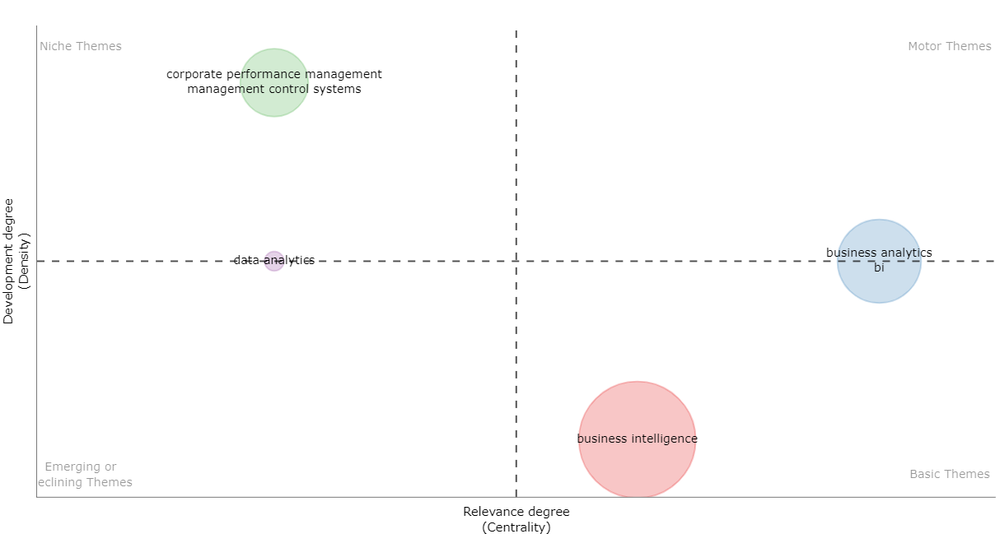 Niche Themes
Motor Themes
corporate performance management
management control systems
data analytics
business analytics
bi
business intelligence
Emerging or
eclining Themes
Basic Themes
Development degree
(Density)
Relevance degree
(Centrality)